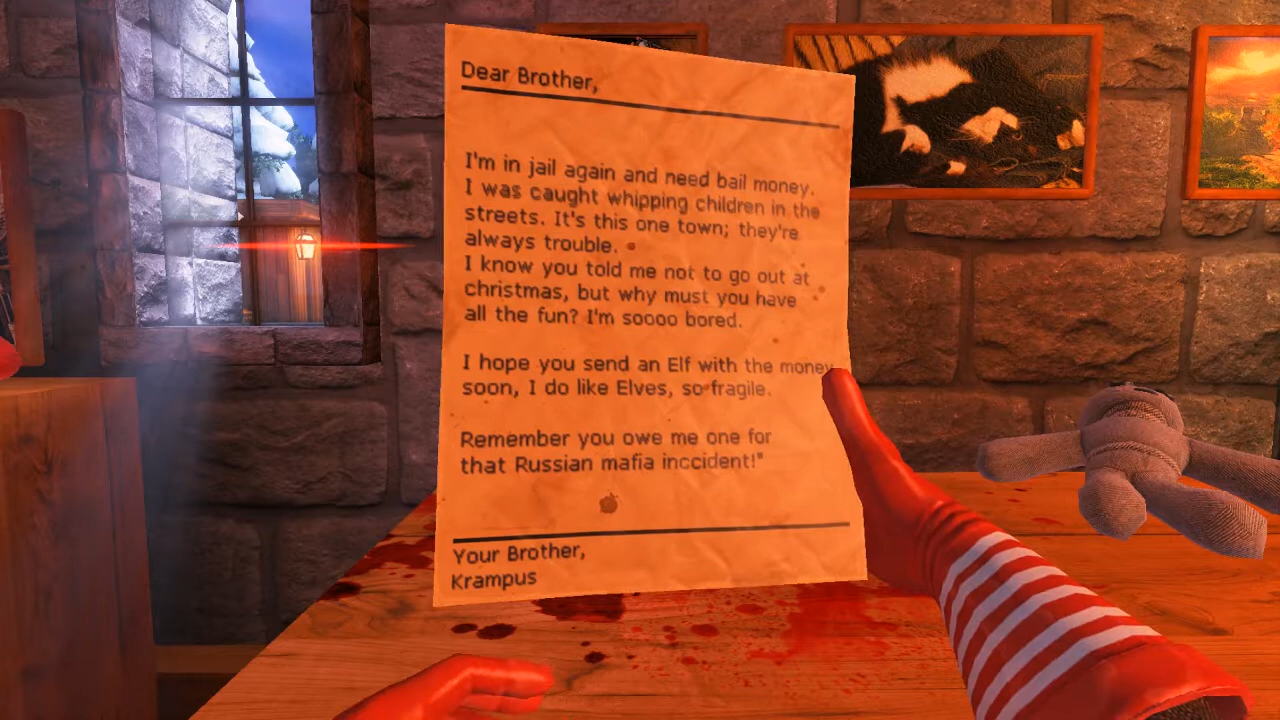 Dear Brother,
I'm in jail again and need bail money.
I was caught whipping children in the
streets. It's this one town; they're
always trouble.
I know you told me not to go out at
christmas, but why must you have
all the fun? I'm soooo bored.
I hope you send an Elf with the money
soon, I do like Elves, so fragile.
Remember you owe me one for
that Russian mafia inccident!"
Your Brother,
Krampus